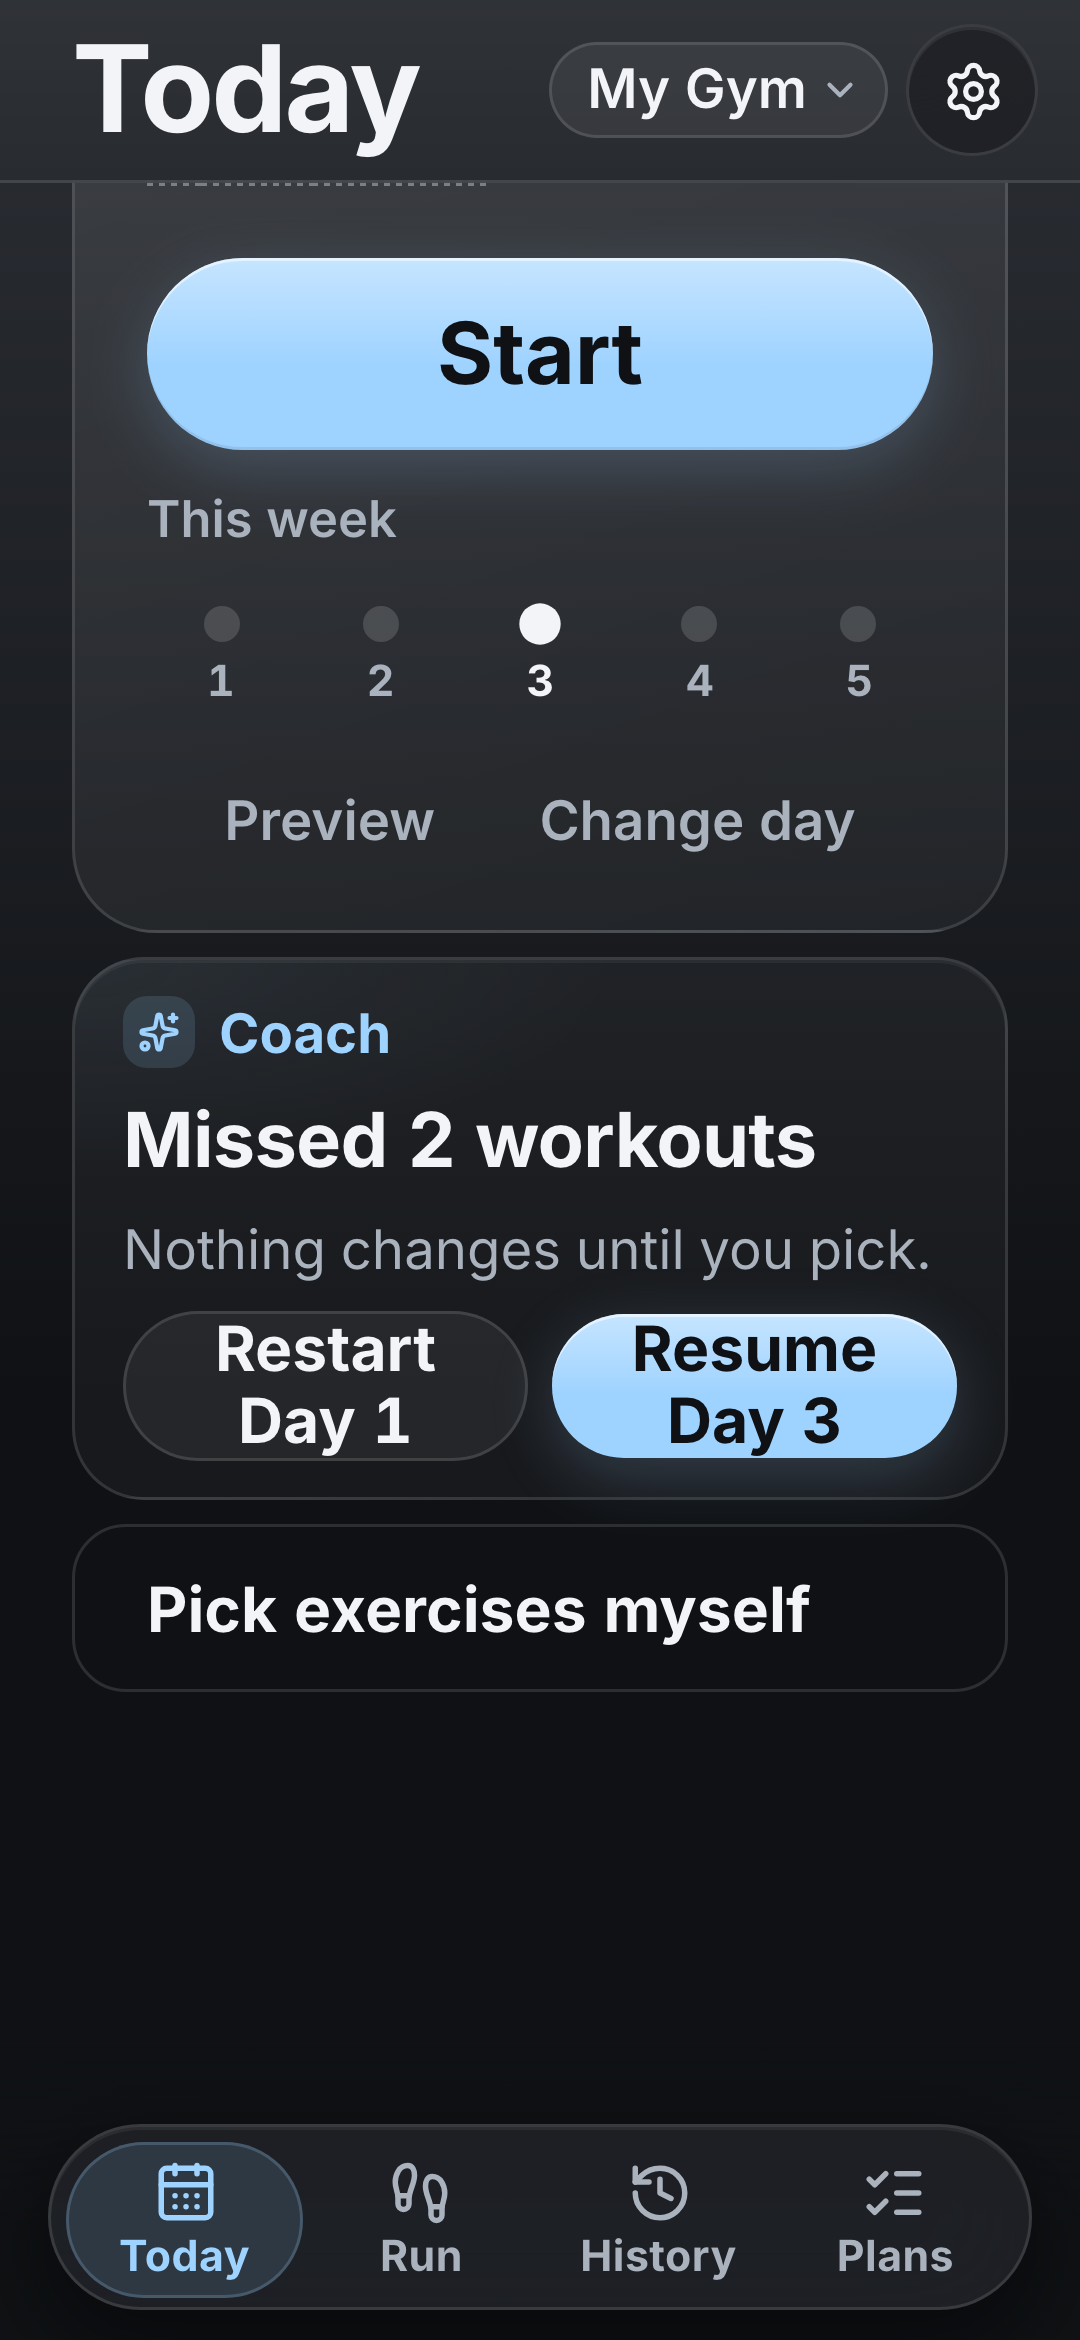 Today
My Gym
Start
This week
1 2 3 4 5
Preview Change day
Coach
Missed 2 workouts
Nothing changes until you pick.
Restart
Day 1
Resume
Day 3
Pick exercises myself
Today Run History Plans